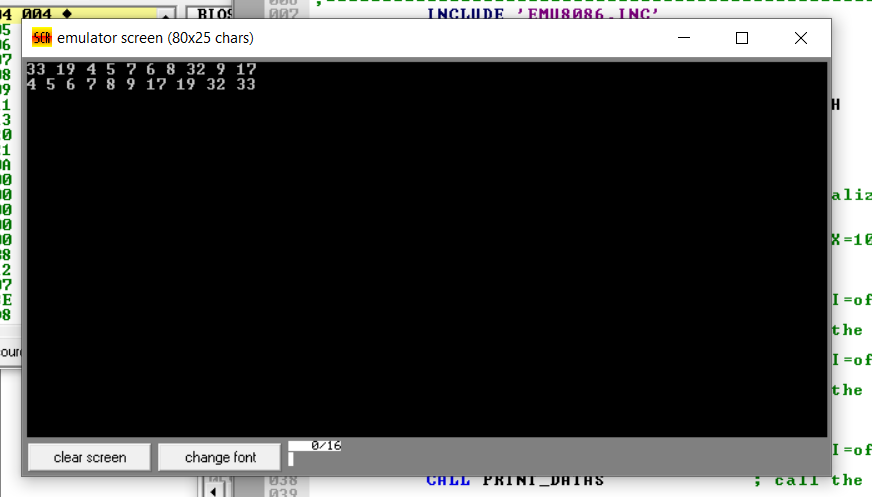 04 004
BIOS
007
INCLUDE 'EMU8086.INC'
emulator screen (80x25 chars)
33 19 4 5 7 6 8 32 9 17
4 5 6 7 8 9 17 19 32 33
H
X=10
I=of
the
I=of
the
I=of
0/16
clear screen
change font
038
CALL PRINT_DATAS
; call the
039